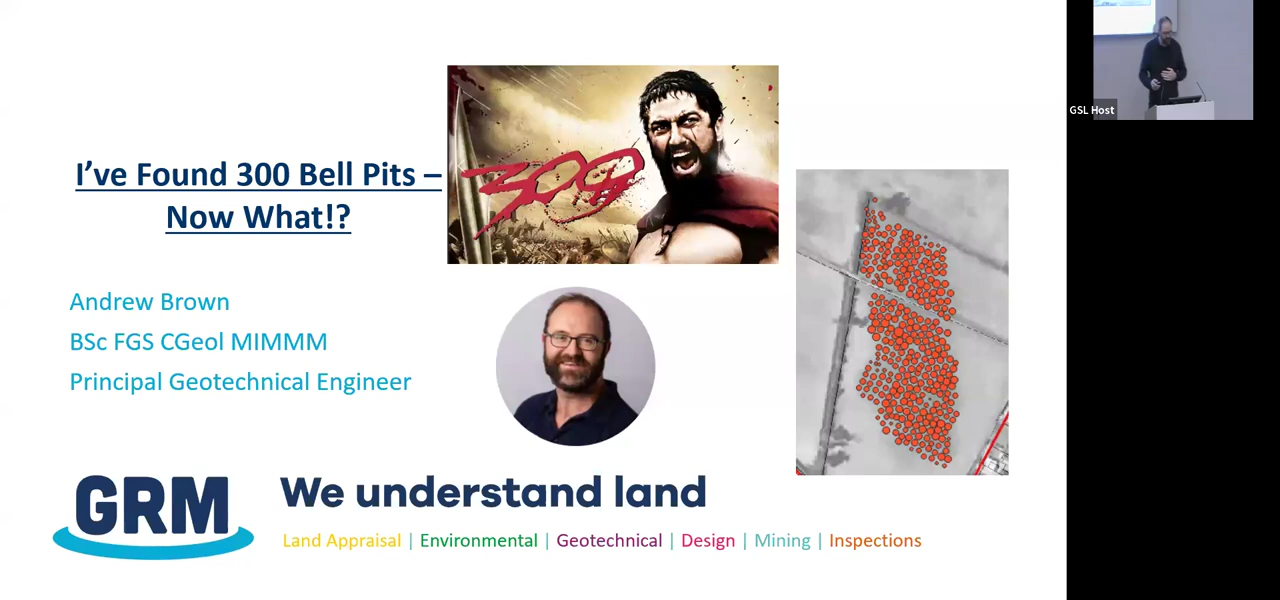 I’ve Found 300 Bell Pits –
Now What!?
300
Andrew Brown
BSc FGS CGeol MIMMM
Principal Geotechnical Engineer
GRM
We understand land
Land Appraisal | Environmental | Geotechnical | Design | Mining | Inspections
GSL Host